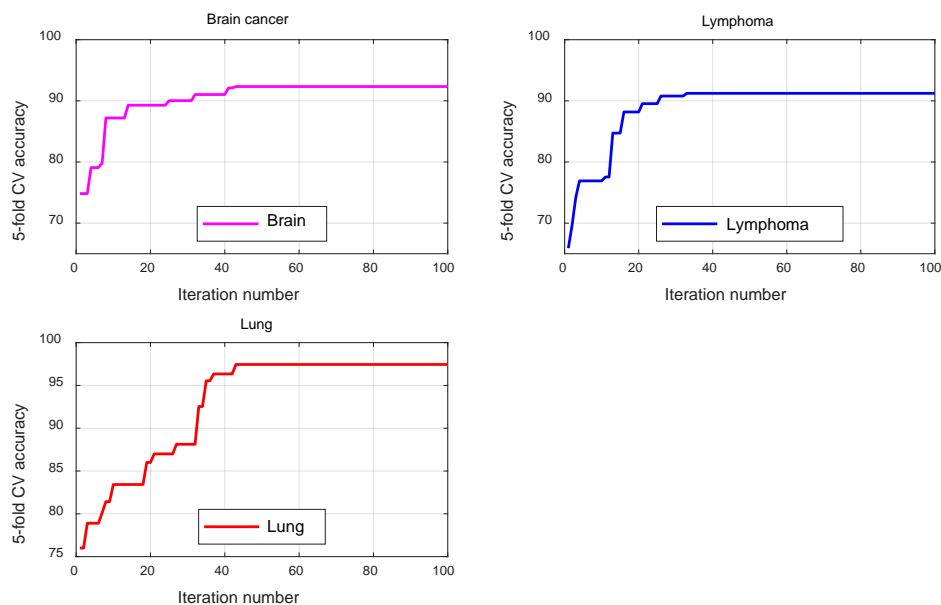 Brain cancer
100
90
80
70
5-fold CV accuracy
Brain
0 20 40 60 80 100
Iteration number
Lymphoma
100
90
80
70
5-fold CV accuracy
Lymphoma
0 20 40 60 80 100
Iteration number
Lung
100
95
90
85
80
75
5-fold CV accuracy
Lung
0 20 40 60 80 100
Iteration number